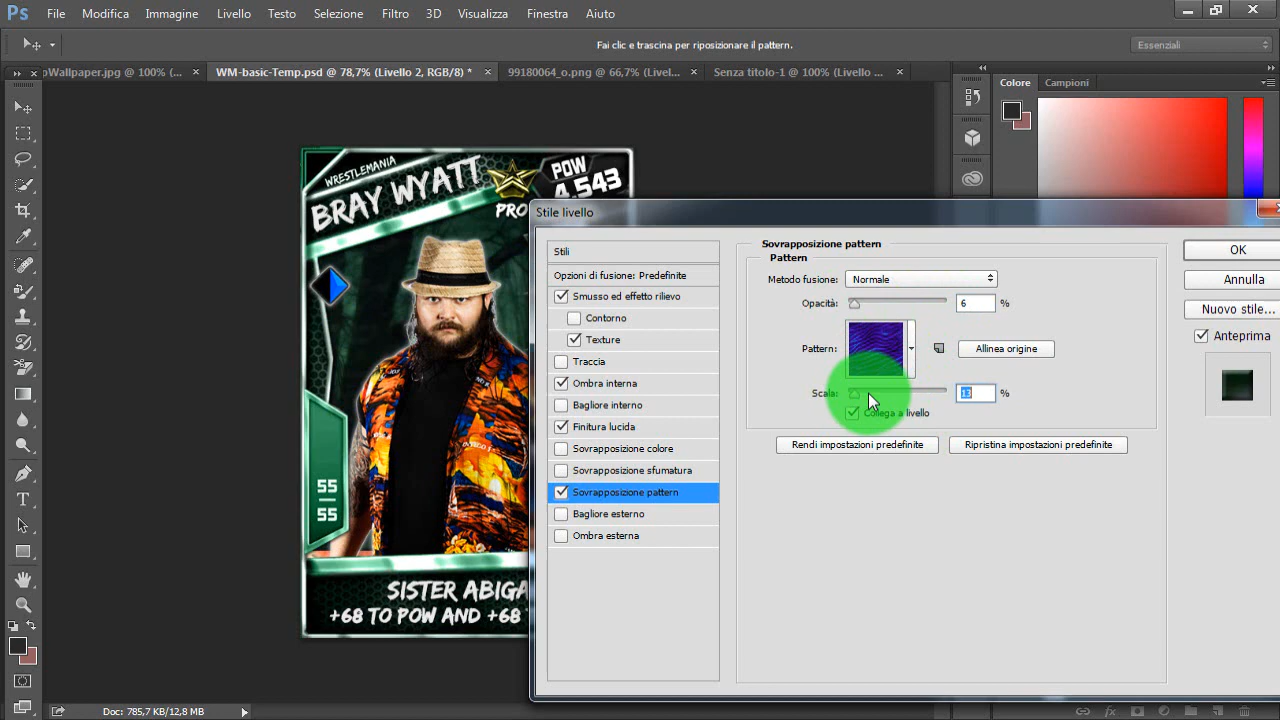 Ps File Modifica Immagine Livello Testo Selezione Filtro 3D Visualizza Finestra Aiuto
Fai clic e trascina per riposizionare il pattern.
Essenziali
pWallpaper.jpg @ 100% (... WM-basic-Temp.psd @ 78,7% (Livello 2, RGB/8) * 99180064_o.png @ 66,7% (Livel... Senza titolo-1 @ 100% (Livello ...
Colore Campioni
WRESTLEMANIA
BRAY WYATT
POW
4,543
PRO
55
55
SISTER ABIGA
+68 TO POW AND +68
Stile livello
Stili
Opzioni di fusione: Predefinite
Smusso ed effetto rilievo
Contorno
Texture
Traccia
Ombra interna
Bagliore interno
Finitura lucida
Sovrapposizione colore
Sovrapposizione sfumatura
Sovrapposizione pattern
Bagliore esterno
Ombra esterna
Sovrapposizione pattern
Pattern
Metodo fusione: Normale
Opacità: 6 %
Pattern: Allinea origine
Scala: 13 %
Collega a livello
Rendi impostazioni predefinite Ripristina impostazioni predefinite
OK
Annulla
Nuovo stile...
Anteprima
Doc: 785,7 KB/12,8 MB